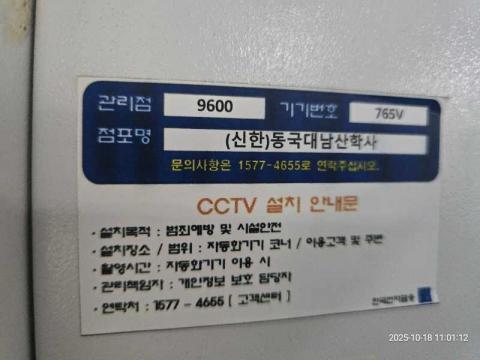 관리점 9600 기기번호 765V
점포명 (신한)동국대남산학사
문의사항은 1577-4655로 연락주십시오.
CCTV 설치 안내문
· 설치목적 : 범죄예방 및 시설안전
· 설치장소 / 범위 : 자동화기기 코너 / 이용고객 및 주변
· 촬영시간 : 자동화기기 이용 시
· 관리책임자 : 개인정보 보호 담당자
· 연락처 : 1577 - 4655 [ 고객센터 ]
한국전자금융
2025-10-18 11:01:12